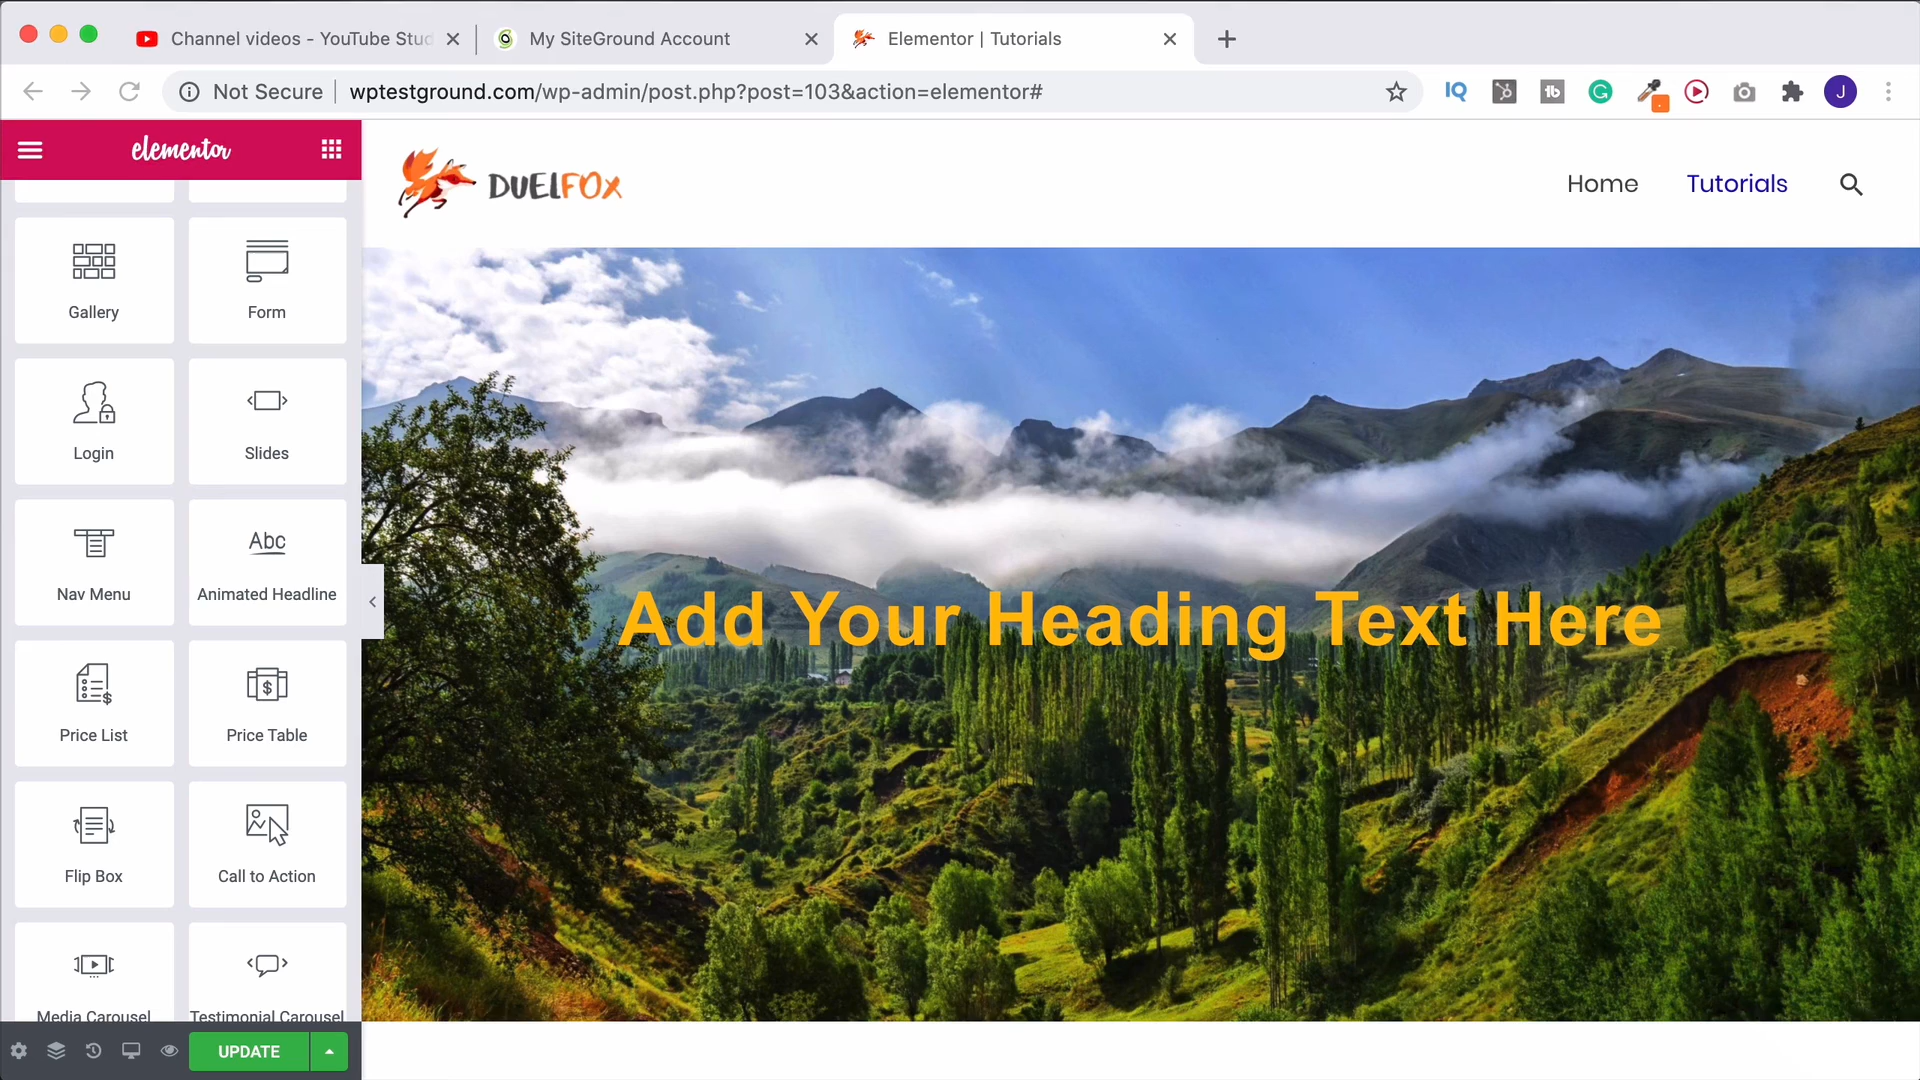 Channel videos - YouTube Stud
My SiteGround Account
Elementor | Tutorials
Not Secure
wptestground.com/wp-admin/post.php?post=103&action=elementor#
IQ
tb
G
J
elementor
DUELFOX
Home
Tutorials
Gallery
Form
Login
Slides
Abc
Nav Menu
Animated Headline
Add Your Heading Text Here
$
$
Price List
Price Table
Flip Box
Call to Action
Media Carousel
Testimonial Carousel
UPDATE